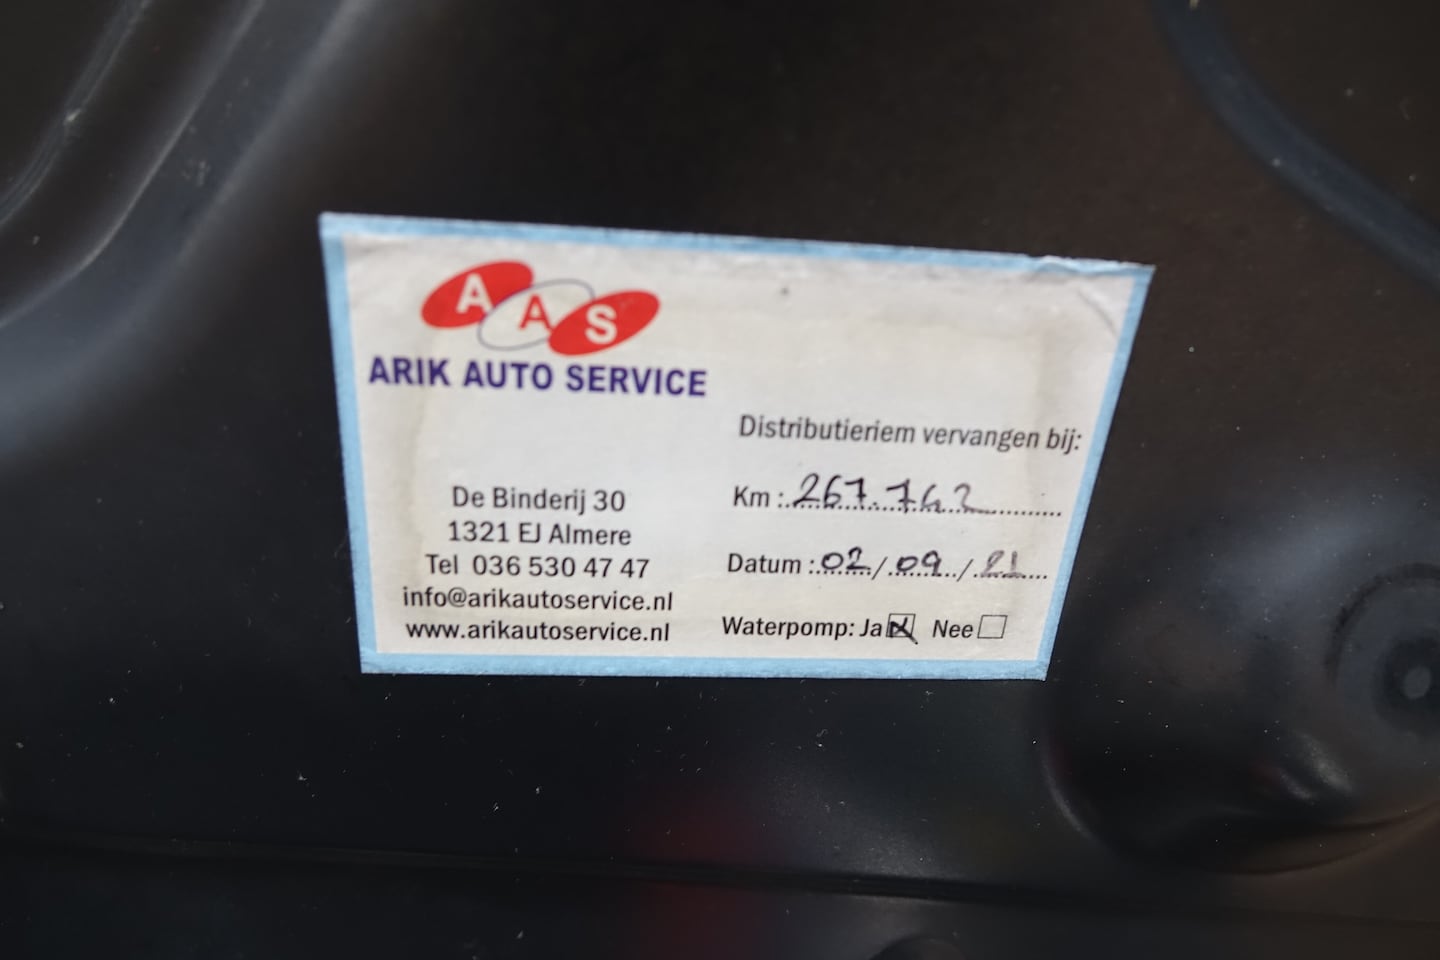 AAS
ARIK AUTO SERVICE
De Binderij 30
1321 EJ Almere
Tel 036 530 47 47
info@arikautoservice.nl
www.arikautoservice.nl
Distributieriem vervangen bij:
Km : 267.742
Datum : 02 / 09 / 21
Waterpomp: Ja Nee